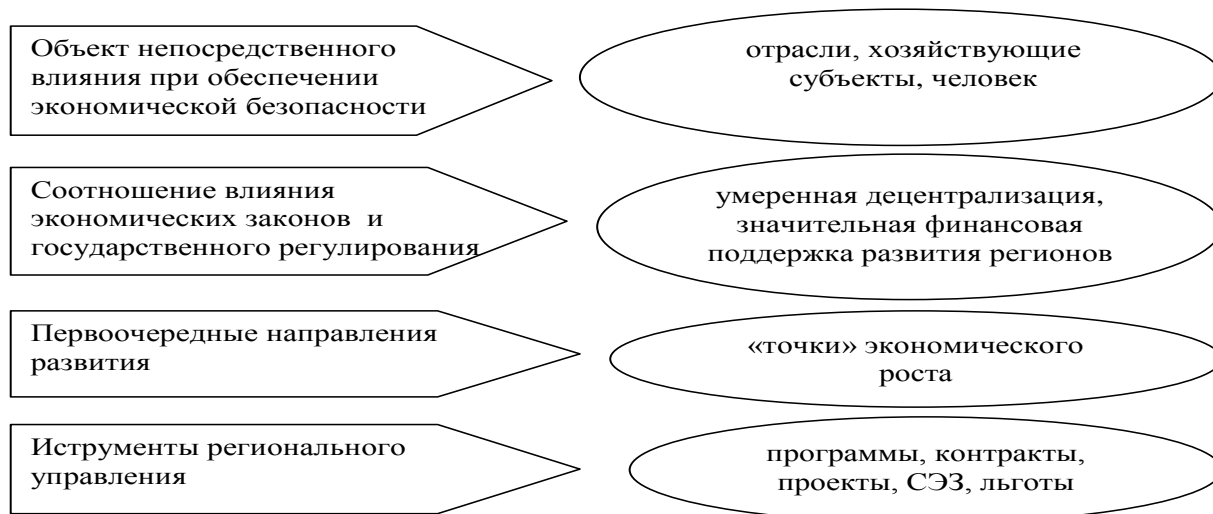 Объект непосредственного
влияния при обеспечении
экономической безопасности
отрасли, хозяйствующие
субъекты, человек
Соотношение влияния
экономических законов и
государственного регулирования
умеренная децентрализация,
значительная финансовая
поддержка развития регионов
Первоочередные направления
развития
«точки» экономического
роста
Иструменты регионального
управления
программы, контракты,
проекты, СЭЗ, льготы